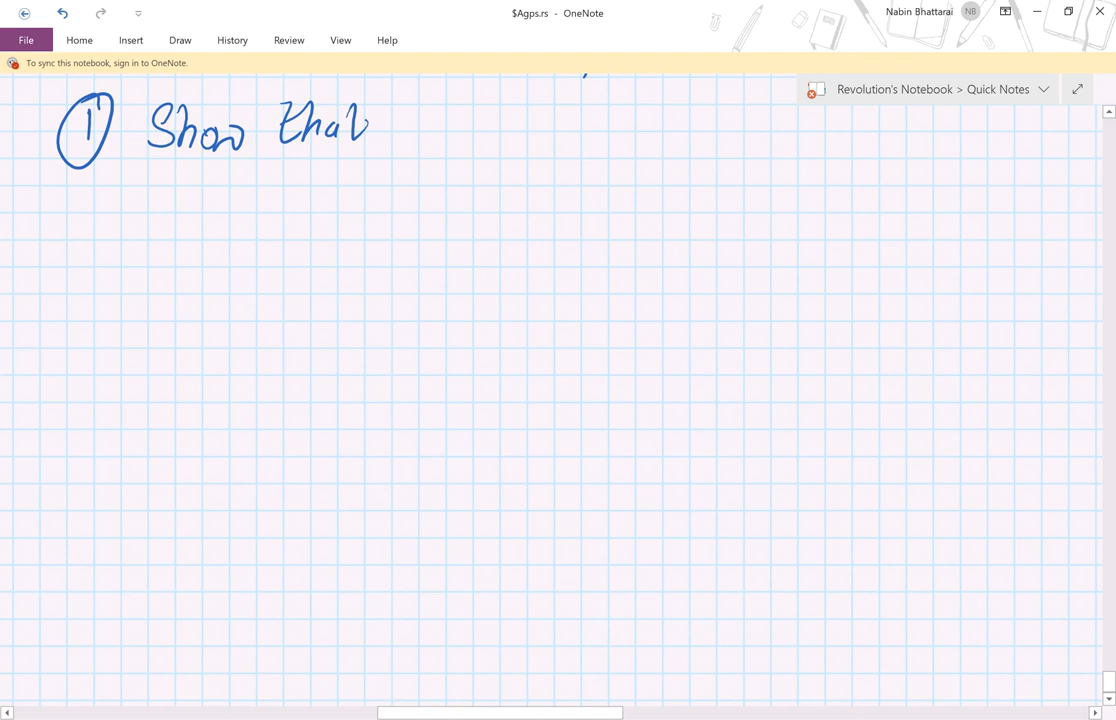 $Agps.rs - OneNote
Nabin Bhattarai NB
File Home Insert Draw History Review View Help
To sync this notebook, sign in to OneNote.
Revolution's Notebook > Quick Notes
① Show that